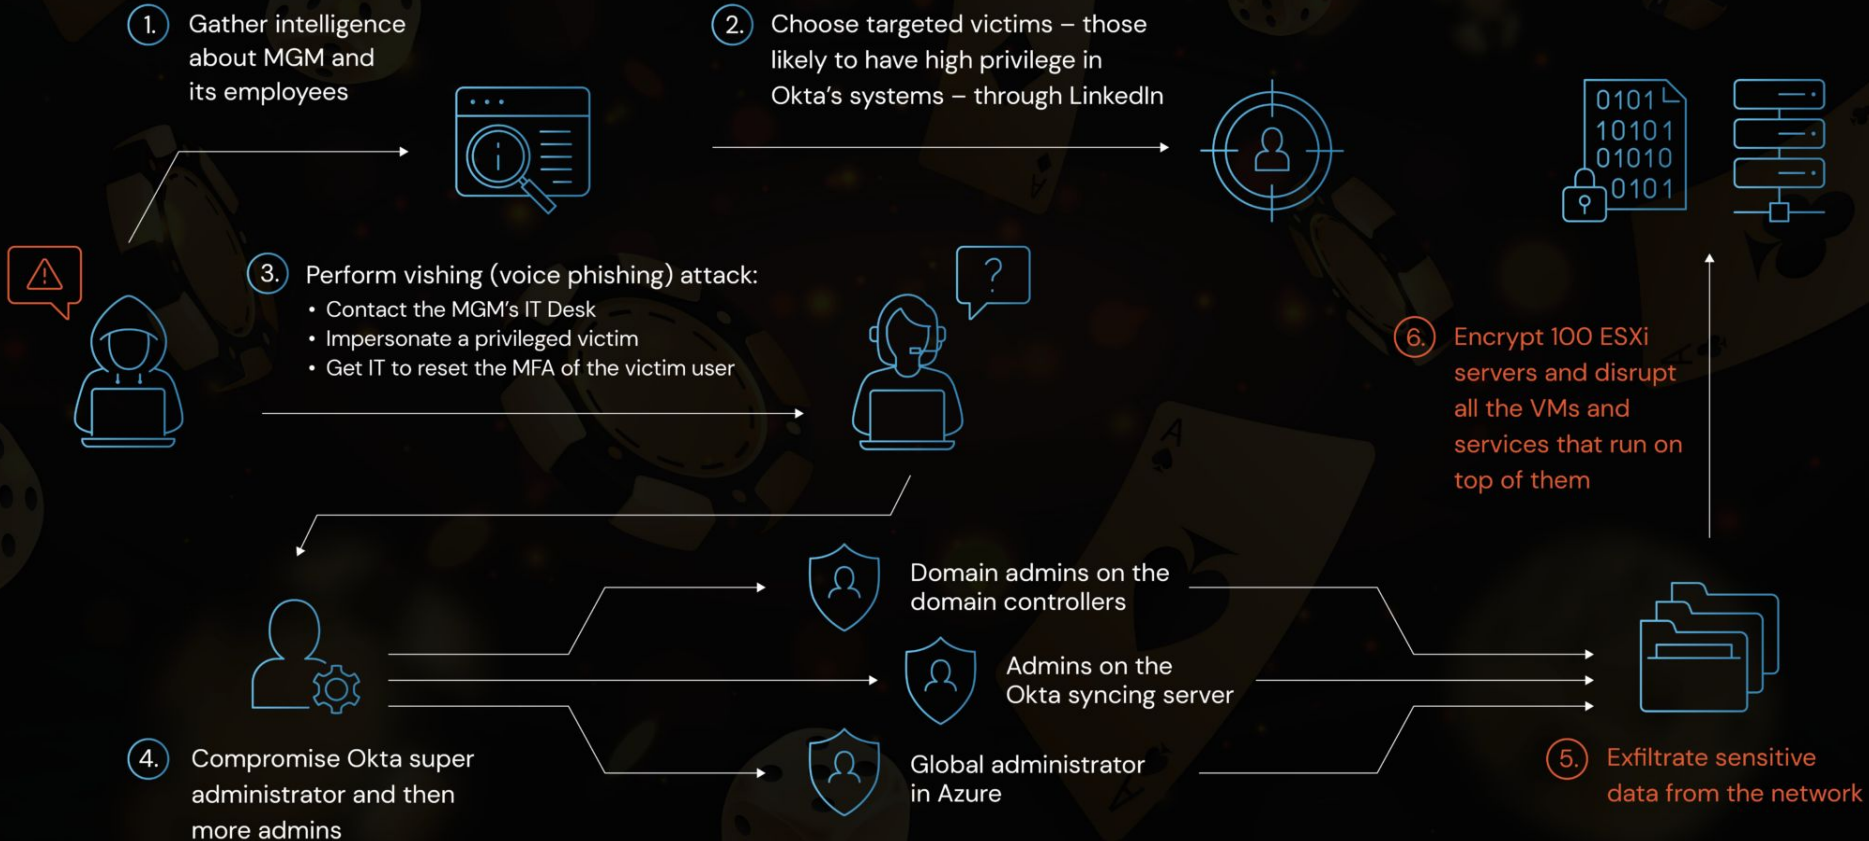 1. Gather intelligence
about MGM and
its employees
2. Choose targeted victims – those
likely to have high privilege in
Okta's systems – through LinkedIn
0101
10101
01010
0101
3. Perform vishing (voice phishing) attack:
• Contact the MGM's IT Desk
• Impersonate a privileged victim
• Get IT to reset the MFA of the victim user
?
4. Compromise Okta super
administrator and then
more admins
Domain admins on the
domain controllers
Admins on the
Okta syncing server
Global administrator
in Azure
5. Exfiltrate sensitive
data from the network
6. Encrypt 100 ESXi
servers and disrupt
all the VMs and
services that run on
top of them
A
A